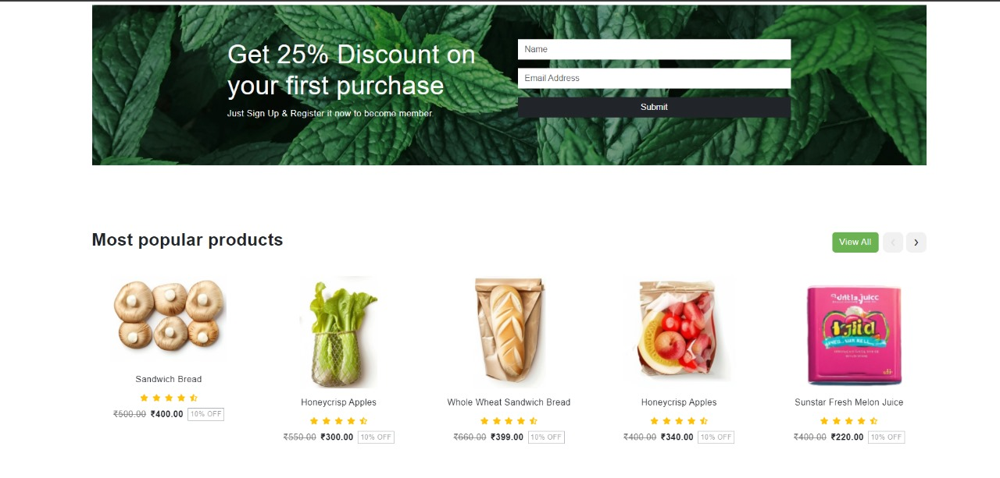 Get 25% Discount on
your first purchase
Just Sign Up & Register it now to become member.
Name
Email Address
Submit
Most popular products
View All
Sandwich Bread
₹500.00 ₹400.00 10% OFF
Honeycrisp Apples
₹550.00 ₹300.00 10% OFF
Whole Wheat Sandwich Bread
₹660.00 ₹399.00 10% OFF
Honeycrisp Apples
₹400.00 ₹340.00 10% OFF
Sunstar Fresh Melon Juice
₹400.00 ₹220.00 10% OFF